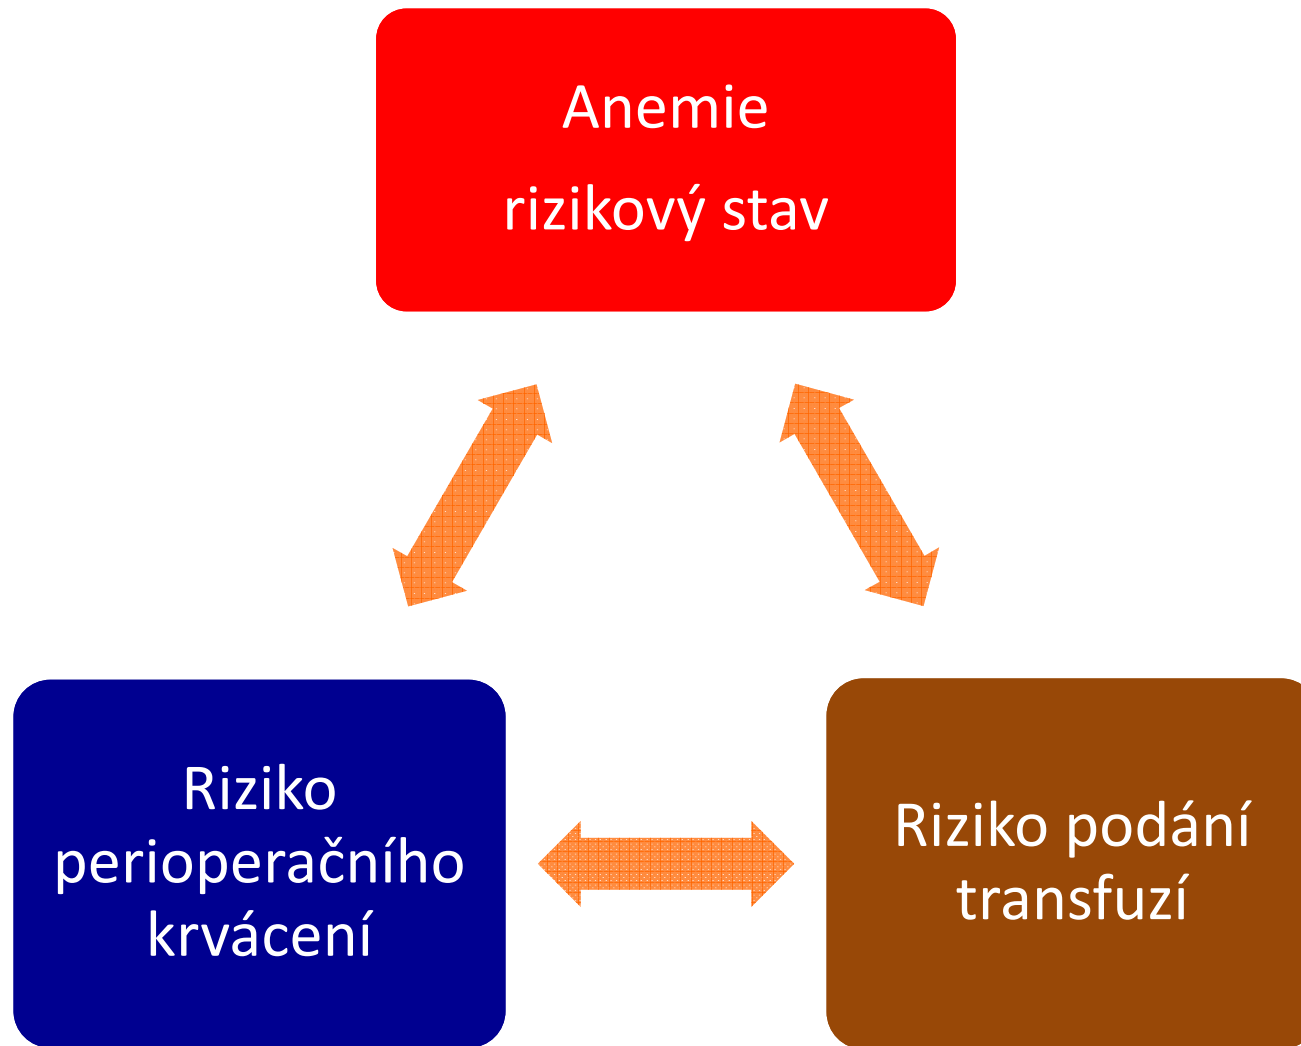 Anemie
rizikový stav
Riziko
perioperačního
krvácení
Riziko podání
transfuzí